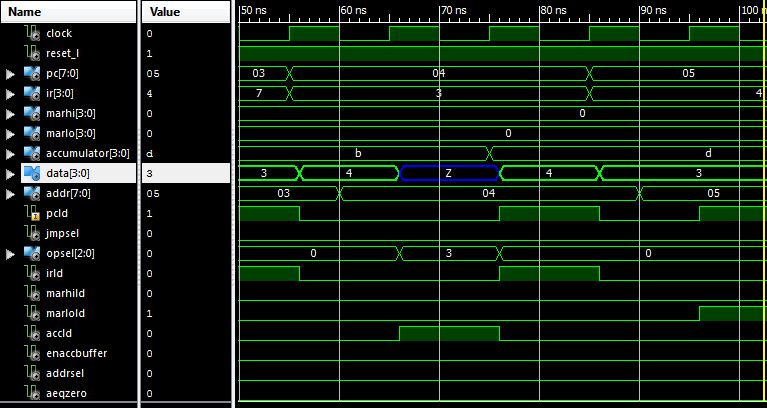 Name Value 50 ns 60 ns 70 ns 80 ns 90 ns 100 n
clock 0
reset_l 1
pc[7:0] 05 03 04 05
ir[3:0] 4 7 3 4
marhi[3:0] 0 0
marlo[3:0] 0 0
accumulator[3:0] d b d
data[3:0] 3 3 4 Z 4 3
addr[7:0] 05 03 04 05
pcld 1
jmpsel 0
opsel[2:0] 0 0 3 0
irld 0
marhild 0
marlold 1
accld 0
enaccbuffer 0
addrsel 0
aeqzero 0